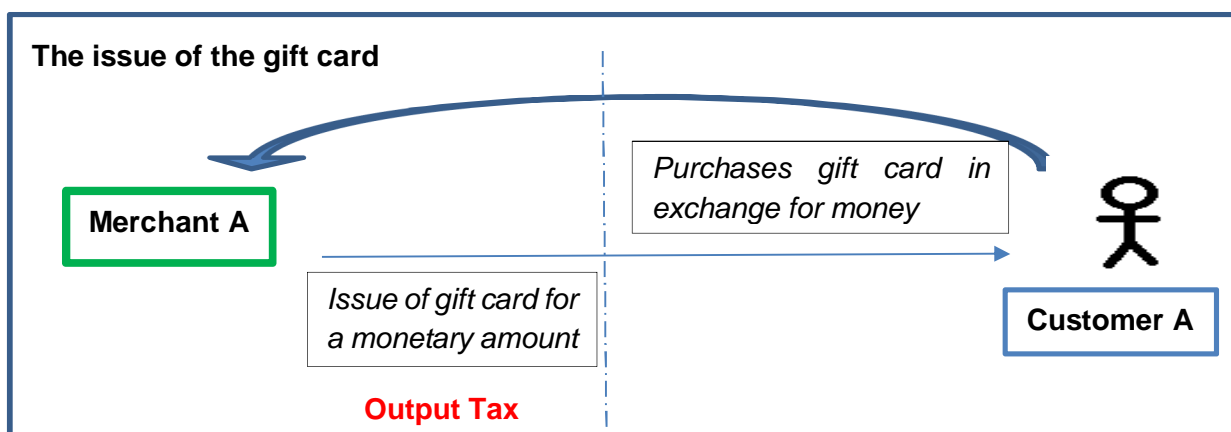 The issue of the gift card
Purchases gift card in
exchange for money
Merchant A
Issue of gift card for
a monetary amount
Customer A
Output Tax